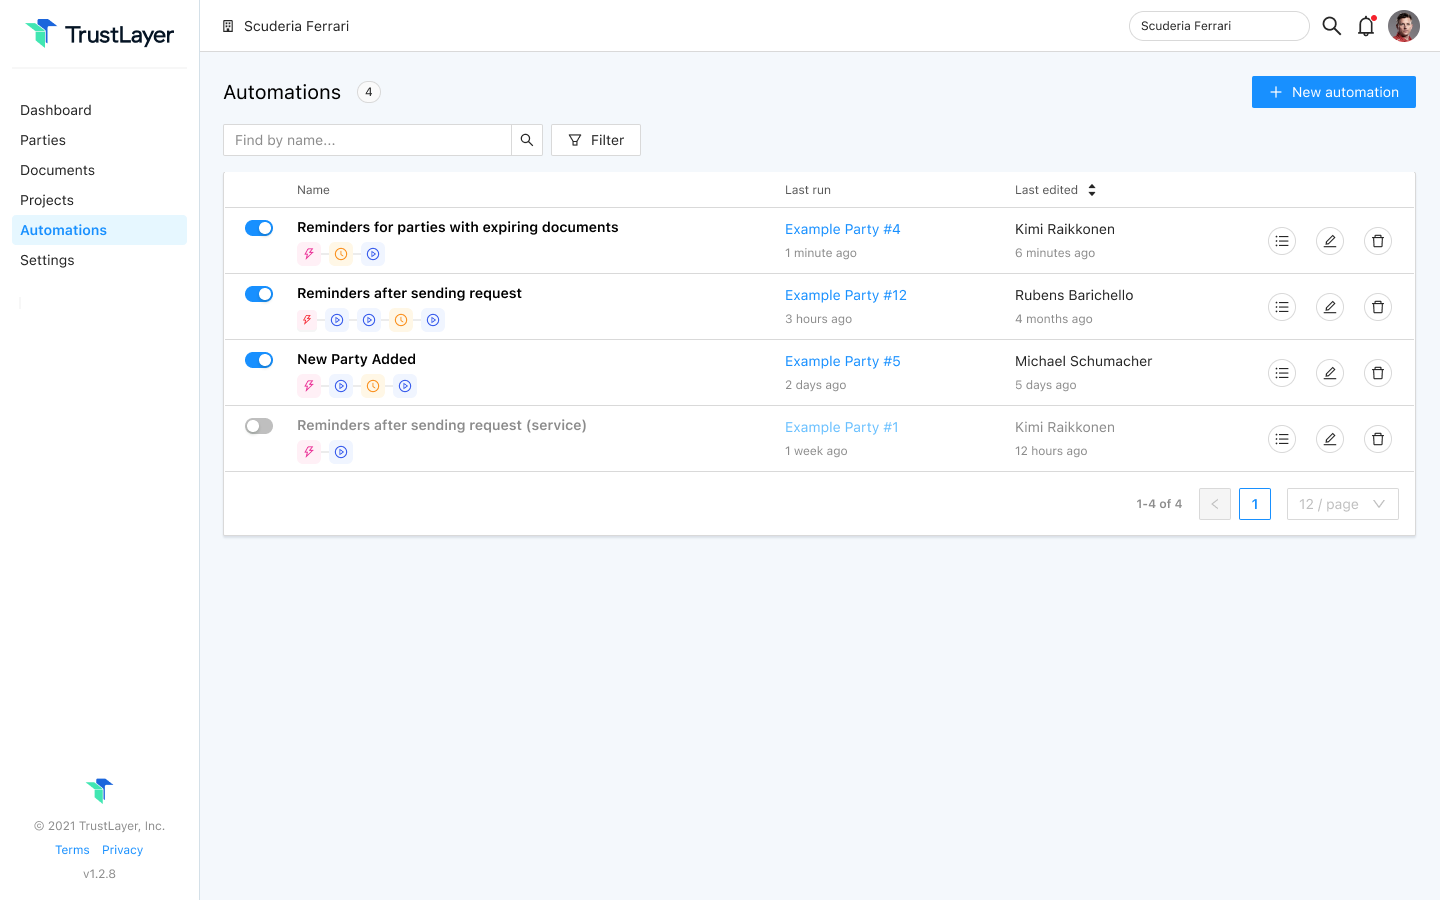 TrustLayer
Scuderia Ferrari
Scuderia Ferrari
Dashboard
Parties
Documents
Projects
Automations
Settings
Automations 4
New automation
Find by name...
Filter
Name Last run Last edited
Reminders for parties with expiring documents Example Party #4 Kimi Raikkonen
1 minute ago 6 minutes ago
Reminders after sending request Example Party #12 Rubens Barichello
3 hours ago 4 months ago
New Party Added Example Party #5 Michael Schumacher
2 days ago 5 days ago
Reminders after sending request (service) Example Party #1 Kimi Raikkonen
1 week ago 12 hours ago
1-4 of 4 1 12 / page
© 2021 TrustLayer, Inc.
Terms Privacy
v1.2.8